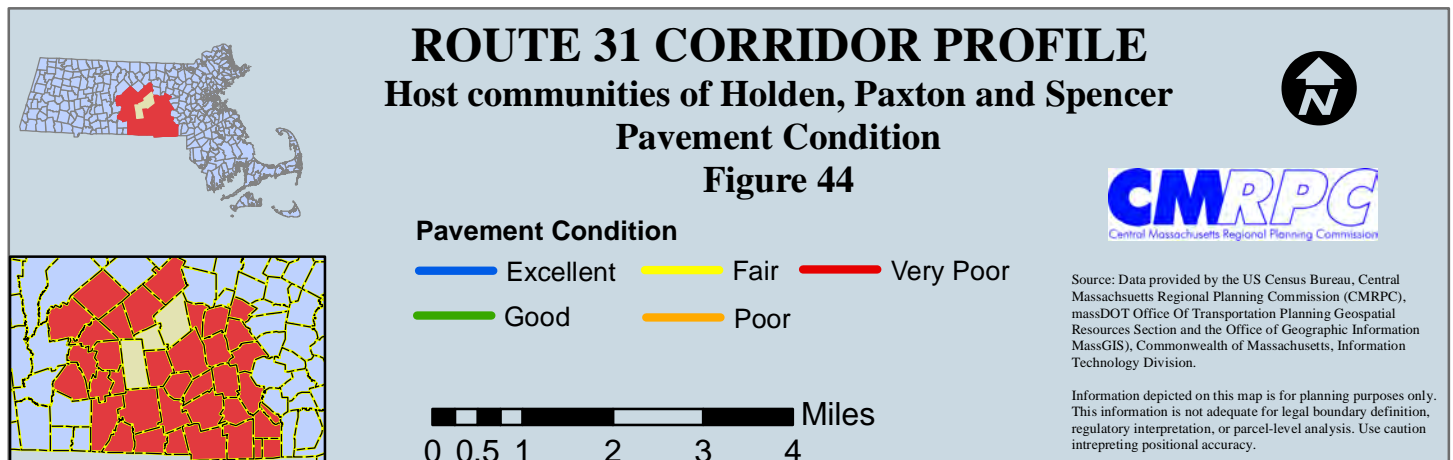 ROUTE 31 CORRIDOR PROFILE
Host communities of Holden, Paxton and Spencer
Pavement Condition
Figure 44
N
CMRPC
Central Massachusetts Regional Planning Commission
Pavement Condition
Excellent
Fair
Very Poor
Good
Poor
Miles
0 0.5 1 2 3 4
Source: Data provided by the US Census Bureau, Central
Massachsuetts Regional Planning Commission (CMRPC),
massDOT Office Of Transportation Planning Geospatial
Resources Section and the Office of Geographic Information
MassGIS), Commonwealth of Massachusetts, Information
Technology Division.
Information depicted on this map is for planning purposes only.
This information is not adequate for legal boundary definition,
regulatory interpretation, or parcel-level analysis. Use caution
intrepreting positional accuracy.